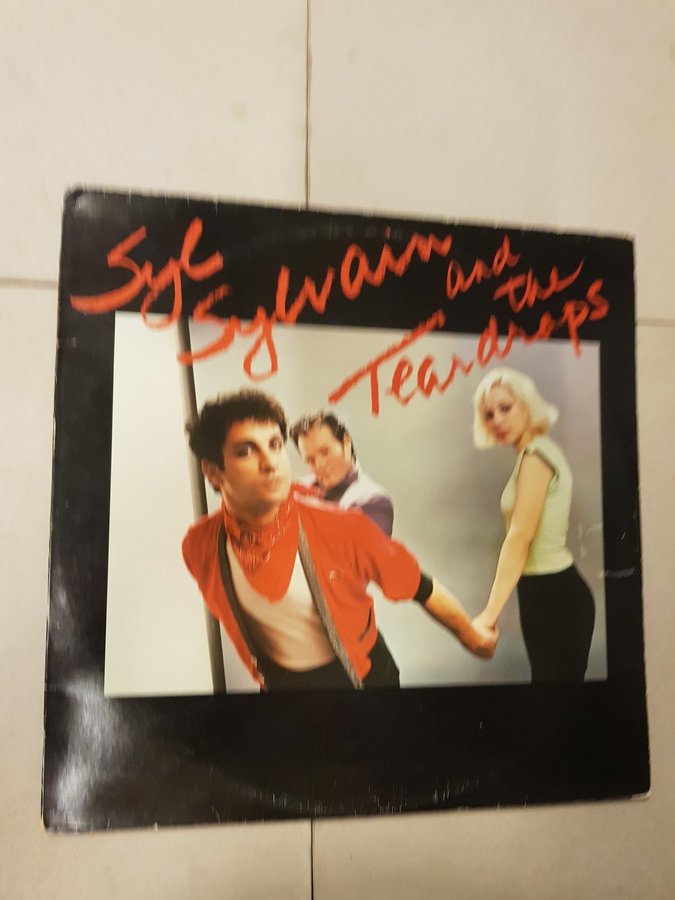 Syl Sylvain and the Teardrops